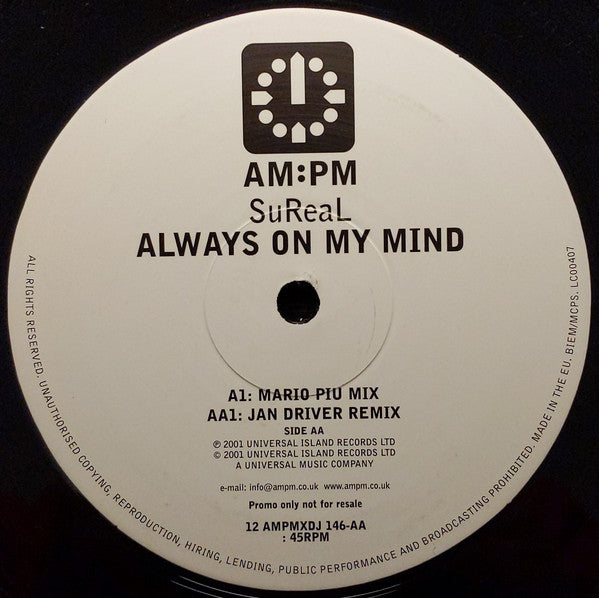 AM:PM
SuReaL
ALWAYS ON MY MIND
A1: MARIO PIU MIX
AA1: JAN DRIVER REMIX
SIDE AA
℗ 2001 UNIVERSAL ISLAND RECORDS LTD
© 2001 UNIVERSAL ISLAND RECORDS LTD
A UNIVERSAL MUSIC COMPANY
e-mail: info@ampm.co.uk www.ampm.co.uk
Promo only not for resale
12 AMPMXDJ 146-AA
: 45RPM
ALL RIGHTS RESERVED. UNAUTHORISED COPYING, REPRODUCTION, HIRING, LENDING, PUBLIC PERFORMANCE AND BROADCASTING PROHIBITED. MADE IN THE EU. BIEM/MCPS. LC00407